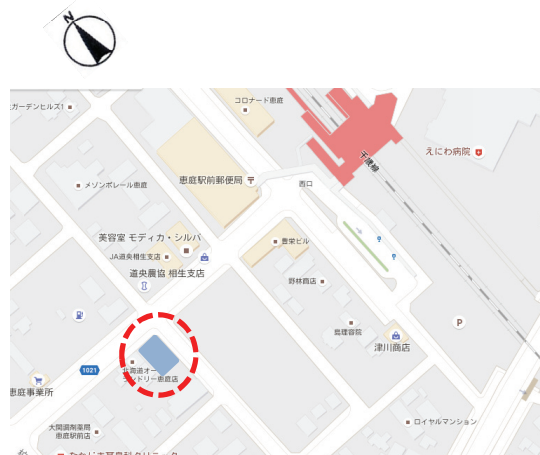 N
コロナード恵庭
ガーデンヒルズ1
千歳線
えにわ病院
メゾンボレール恵庭
恵庭駅前郵便局
西口
美容室 モディカ・シルバ
豊栄ビル
JA道央相生支店
道央農協 相生支店
野林商店
島理容院
P
津川商店
1021
北海道オー
ランドリー恵庭店
恵庭事業所
大関調剤薬局
恵庭駅前店
ロイヤルマンション